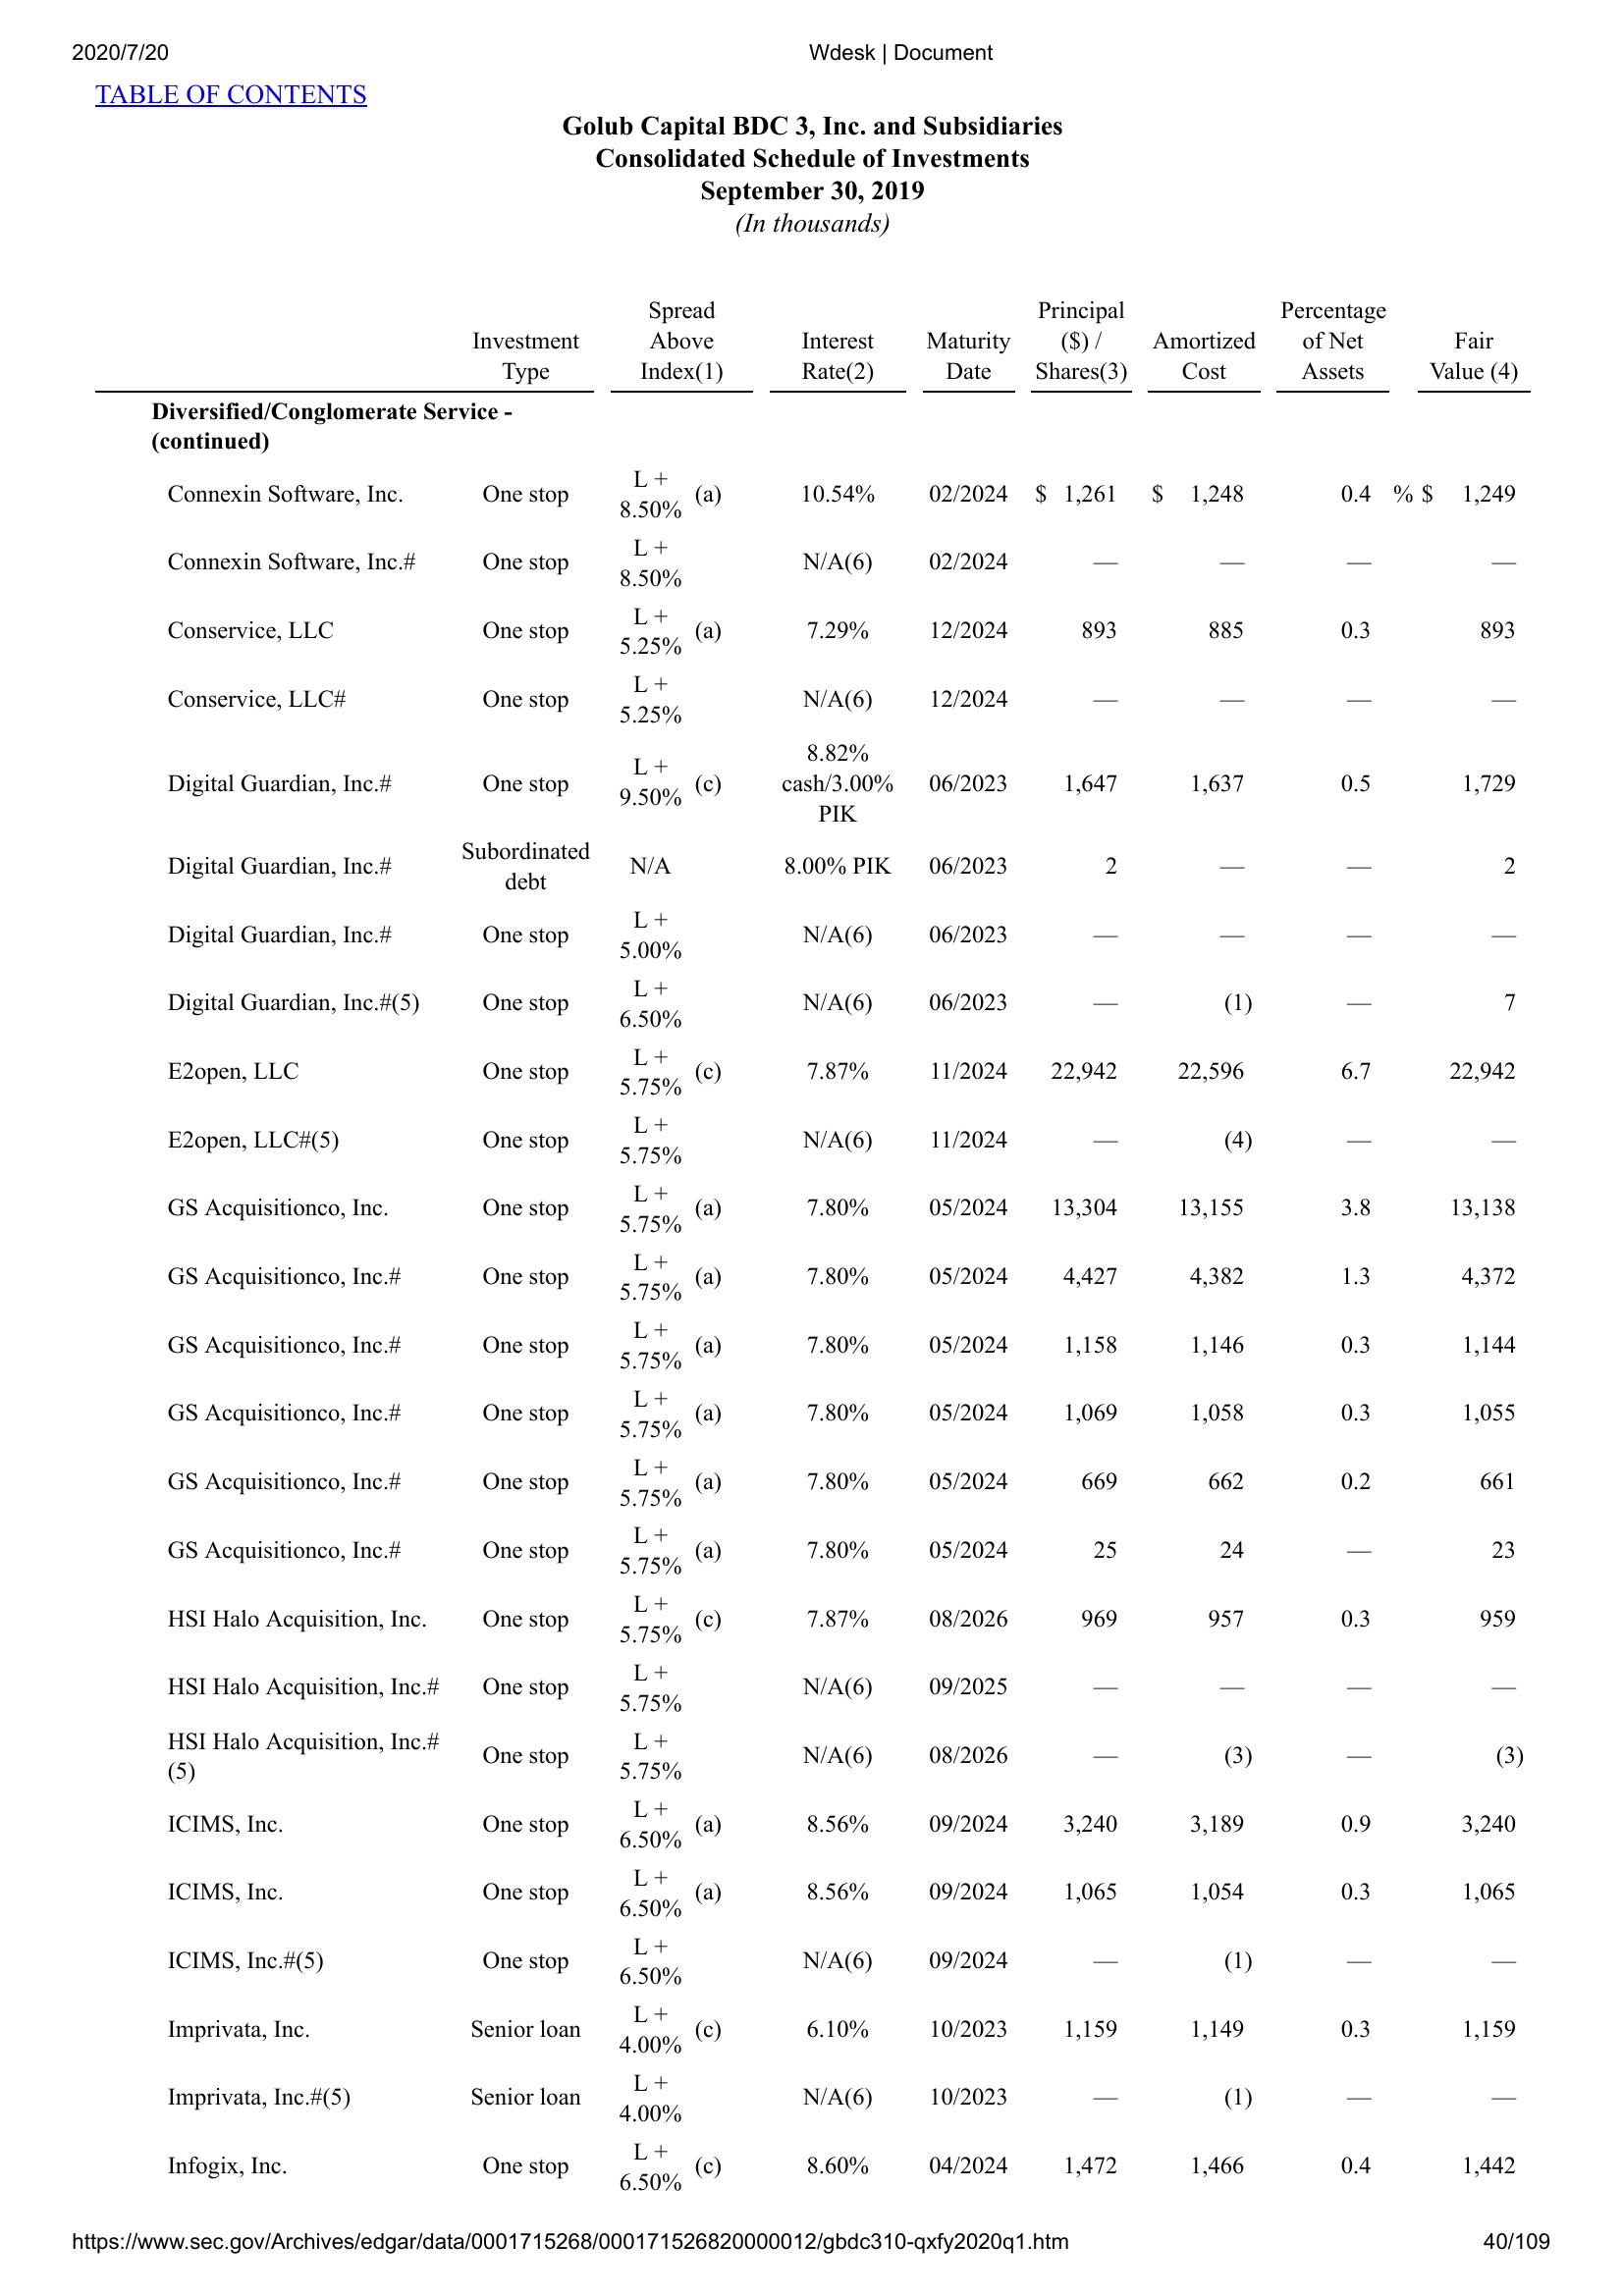 2020/7/20 Wdesk | Document
TABLE OF CONTENTS
Golub Capital BDC 3, Inc. and Subsidiaries
Consolidated Schedule of Investments
September 30, 2019
(In thousands)
Investment Type Spread Above Index(1) Interest Rate(2) Maturity Date Principal ($) / Shares(3) Amortized Cost Percentage of Net Assets Fair Value (4)
Diversified/Conglomerate Service -
(continued)
Connexin Software, Inc. One stop L + 8.50% (a) 10.54% 02/2024 $ 1,261 $ 1,248 0.4 % $ 1,249
Connexin Software, Inc.# One stop L + 8.50% N/A(6) 02/2024 — — — —
Conservice, LLC One stop L + 5.25% (a) 7.29% 12/2024 893 885 0.3 893
Conservice, LLC# One stop L + 5.25% N/A(6) 12/2024 — — — —
Digital Guardian, Inc.# One stop L + 9.50% (c) 8.82% cash/3.00% PIK 06/2023 1,647 1,637 0.5 1,729
Digital Guardian, Inc.# Subordinated debt N/A 8.00% PIK 06/2023 2 — — 2
Digital Guardian, Inc.# One stop L + 5.00% N/A(6) 06/2023 — — — —
Digital Guardian, Inc.#(5) One stop L + 6.50% N/A(6) 06/2023 — (1) — 7
E2open, LLC One stop L + 5.75% (c) 7.87% 11/2024 22,942 22,596 6.7 22,942
E2open, LLC#(5) One stop L + 5.75% N/A(6) 11/2024 — (4) — —
GS Acquisitionco, Inc. One stop L + 5.75% (a) 7.80% 05/2024 13,304 13,155 3.8 13,138
GS Acquisitionco, Inc.# One stop L + 5.75% (a) 7.80% 05/2024 4,427 4,382 1.3 4,372
GS Acquisitionco, Inc.# One stop L + 5.75% (a) 7.80% 05/2024 1,158 1,146 0.3 1,144
GS Acquisitionco, Inc.# One stop L + 5.75% (a) 7.80% 05/2024 1,069 1,058 0.3 1,055
GS Acquisitionco, Inc.# One stop L + 5.75% (a) 7.80% 05/2024 669 662 0.2 661
GS Acquisitionco, Inc.# One stop L + 5.75% (a) 7.80% 05/2024 25 24 — 23
HSI Halo Acquisition, Inc. One stop L + 5.75% (c) 7.87% 08/2026 969 957 0.3 959
HSI Halo Acquisition, Inc.# One stop L + 5.75% N/A(6) 09/2025 — — — —
HSI Halo Acquisition, Inc.#(5) One stop L + 5.75% N/A(6) 08/2026 — (3) — (3)
ICIMS, Inc. One stop L + 6.50% (a) 8.56% 09/2024 3,240 3,189 0.9 3,240
ICIMS, Inc. One stop L + 6.50% (a) 8.56% 09/2024 1,065 1,054 0.3 1,065
ICIMS, Inc.#(5) One stop L + 6.50% N/A(6) 09/2024 — (1) — —
Imprivata, Inc. Senior loan L + 4.00% (c) 6.10% 10/2023 1,159 1,149 0.3 1,159
Imprivata, Inc.#(5) Senior loan L + 4.00% N/A(6) 10/2023 — (1) — —
Infogix, Inc. One stop L + 6.50% (c) 8.60% 04/2024 1,472 1,466 0.4 1,442
https://www.sec.gov/Archives/edgar/data/0001715268/000171526820000012/gbdc310-qxfy2020q1.htm 40/109